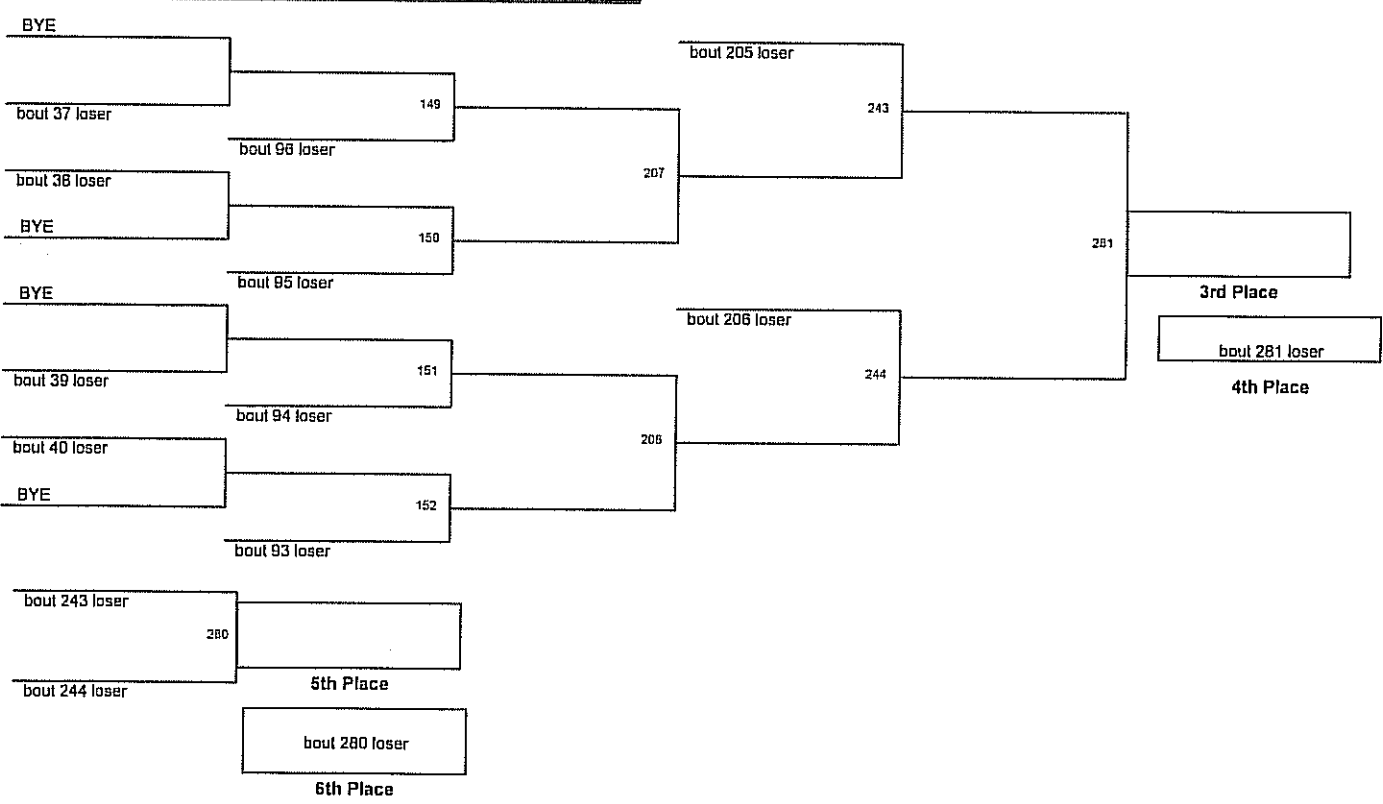 BYE
bout 37 loser
149
bout 96 loser
bout 38 loser
BYE
150
bout 95 loser
207
bout 205 loser
243
BYE
bout 39 loser
151
bout 94 loser
bout 40 loser
BYE
152
bout 93 loser
208
bout 206 loser
244
281
3rd Place
bout 281 loser
4th Place
bout 243 loser
280
bout 244 loser
5th Place
bout 280 loser
6th Place